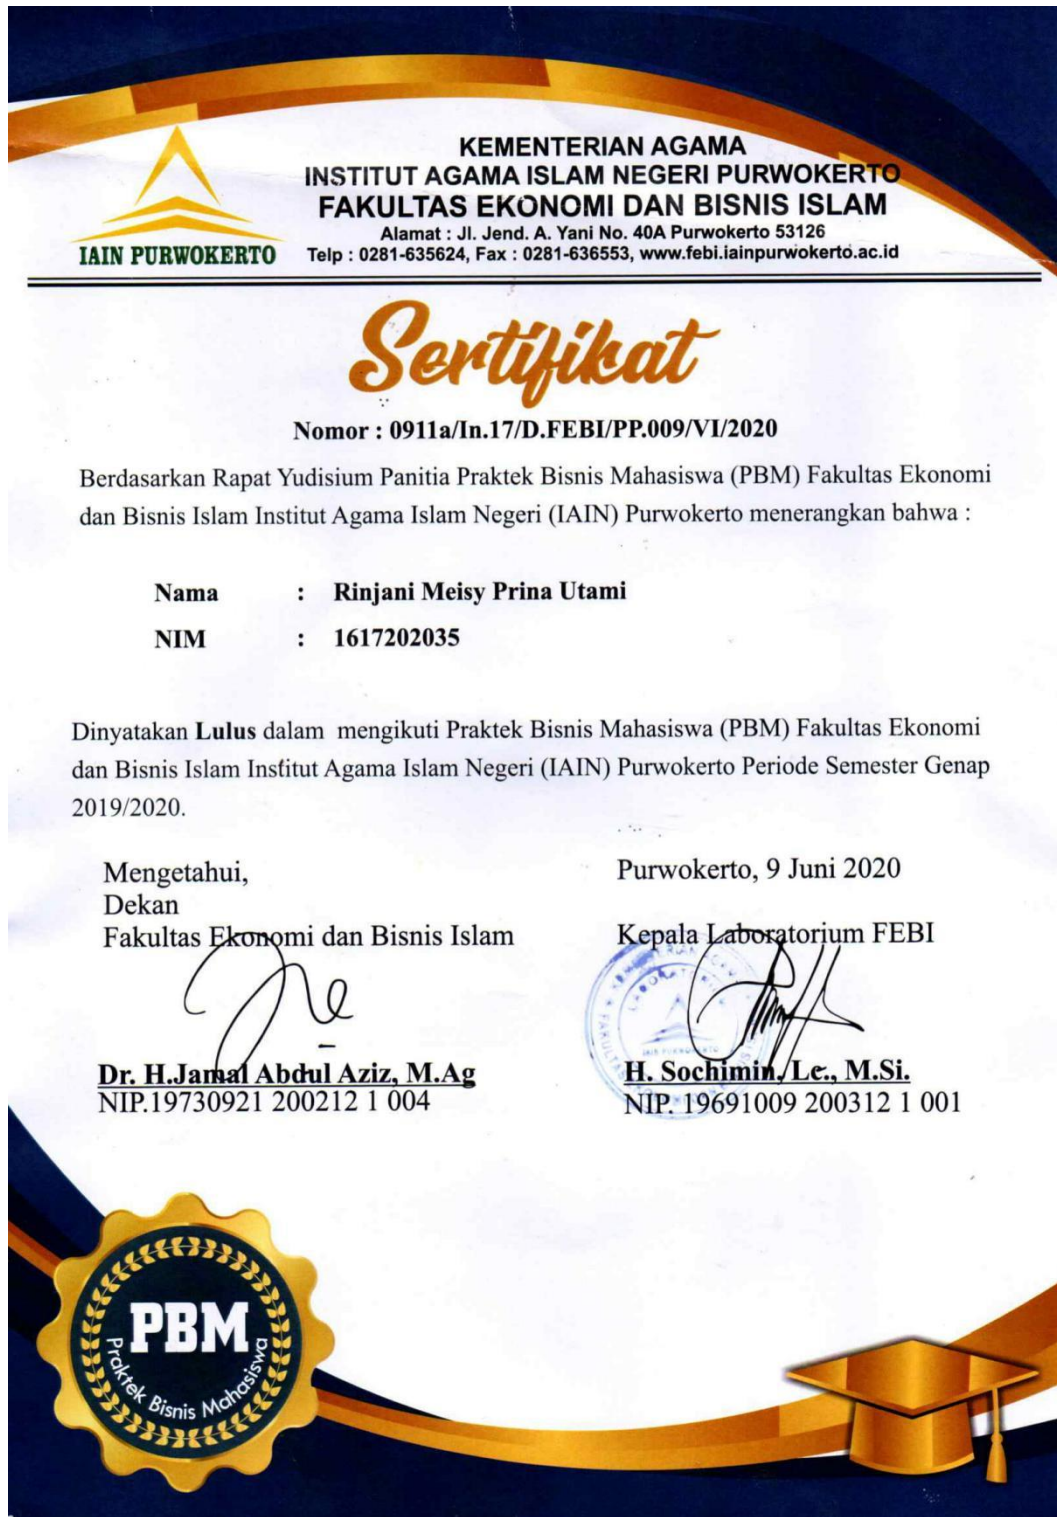 KEMENTERIAN AGAMA
INSTITUT AGAMA ISLAM NEGERI PURWOKERTO
FAKULTAS EKONOMI DAN BISNIS ISLAM
Alamat : Jl. Jend. A. Yani No. 40A Purwokerto 53126
Telp : 0281-635624, Fax : 0281-636553, www.febi.iainpurwokerto.ac.id
IAIN PURWOKERTO
Sertifikat
Nomor : 0911a/In.17/D.FEBI/PP.009/VI/2020
Berdasarkan Rapat Yudisium Panitia Praktek Bisnis Mahasiswa (PBM) Fakultas Ekonomi
dan Bisnis Islam Institut Agama Islam Negeri (IAIN) Purwokerto menerangkan bahwa :
Nama : Rinjani Meisy Prina Utami
NIM : 1617202035
Dinyatakan Lulus dalam mengikuti Praktek Bisnis Mahasiswa (PBM) Fakultas Ekonomi
dan Bisnis Islam Institut Agama Islam Negeri (IAIN) Purwokerto Periode Semester Genap
2019/2020.
Mengetahui,
Dekan
Fakultas Ekonomi dan Bisnis Islam
Dr. H.Jamal Abdul Aziz, M.Ag
NIP.19730921 200212 1 004
Purwokerto, 9 Juni 2020
Kepala Laboratorium FEBI
LABORATORIUM
IAIN PURWOKERTO
H. Sochimin, Lc., M.Si.
NIP. 19691009 200312 1 001
PBM
Praktek Bisnis Mahasiswa